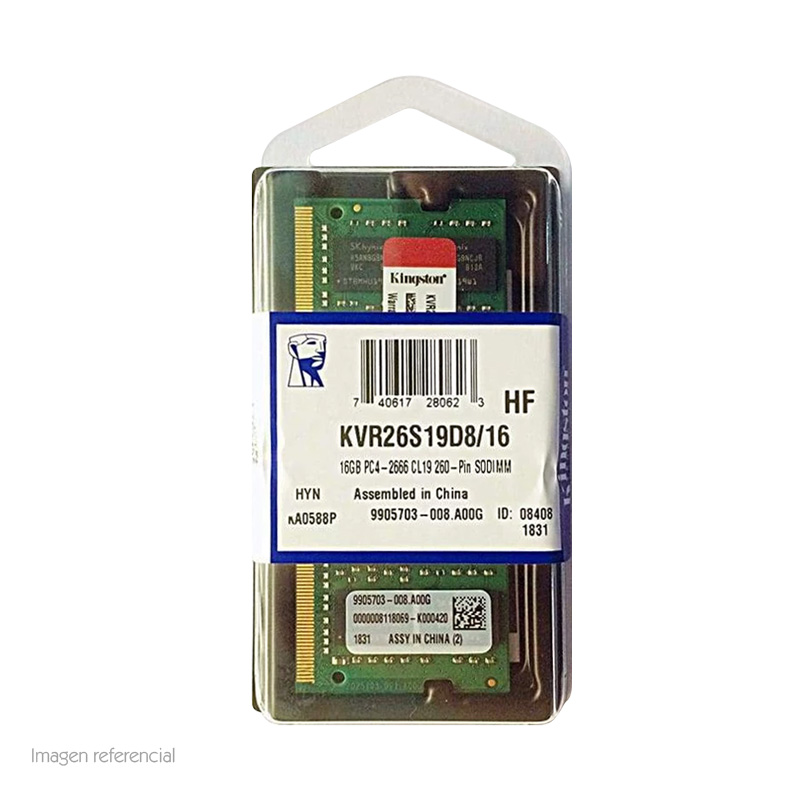 SKhynix
Kingston
7 40617 28062 3
HF
KVR26S19D8/16
16GB PC4-2666 CL19 260-Pin SODIMM
HYN Assembled in China
KA0588P 9905703-008.A00G ID: 08408
1831
Kingston
9905703-008.A00G
0000008118069-K000420
1831 ASSY IN CHINA (2)
Imagen referencial